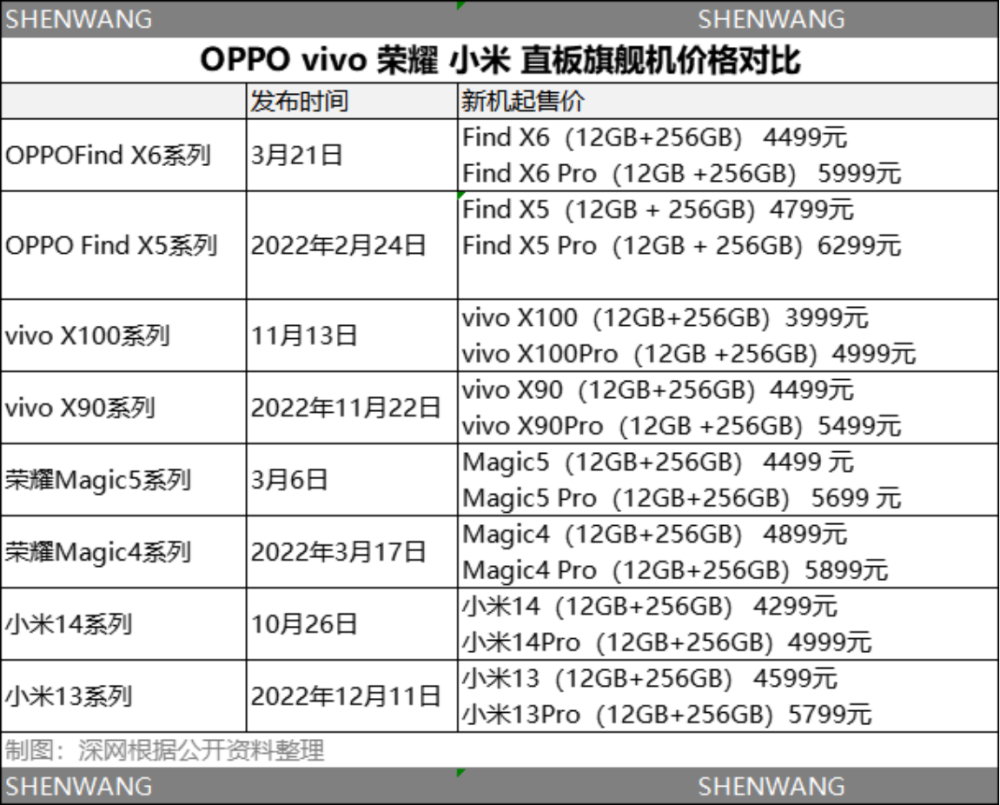 SHENWANG SHENWANG
OPPO vivo 荣耀 小米 直板旗舰机价格对比
发布时间 新机起售价
OPPOFind X6系列 3月21日 Find X6（12GB+256GB） 4499元
Find X6 Pro（12GB +256GB） 5999元
OPPO Find X5系列 2022年2月24日 Find X5（12GB + 256GB）4799元
Find X5 Pro（12GB + 256GB）6299元
vivo X100系列 11月13日 vivo X100（12GB+256GB）3999元
vivo X100Pro（12GB +256GB）4999元
vivo X90系列 2022年11月22日 vivo X90（12GB+256GB）4499元
vivo X90Pro（12GB +256GB）5499元
荣耀Magic5系列 3月6日 Magic5（12GB+256GB） 4499 元
Magic5 Pro（12GB+256GB） 5699 元
荣耀Magic4系列 2022年3月17日 Magic4（12GB+256GB） 4899元
Magic4 Pro（12GB+256GB）5899元
小米14系列 10月26日 小米14（12GB+256GB） 4299元
小米14Pro（12GB+256GB）4999元
小米13系列 2022年12月11日 小米13（12GB+256GB） 4599元
小米13Pro（12GB+256GB）5799元
制图：深网根据公开资料整理
SHENWANG SHENWANG